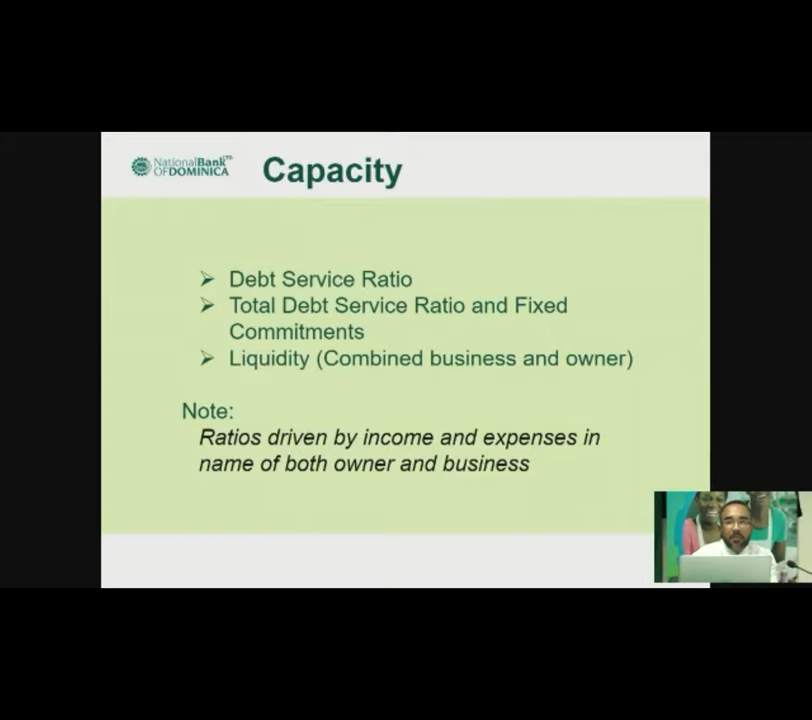 NationalBank LTD
OFDOMINICA
Capacity
➢ Debt Service Ratio
➢ Total Debt Service Ratio and Fixed
Commitments
➢ Liquidity (Combined business and owner)
Note:
Ratios driven by income and expenses in
name of both owner and business